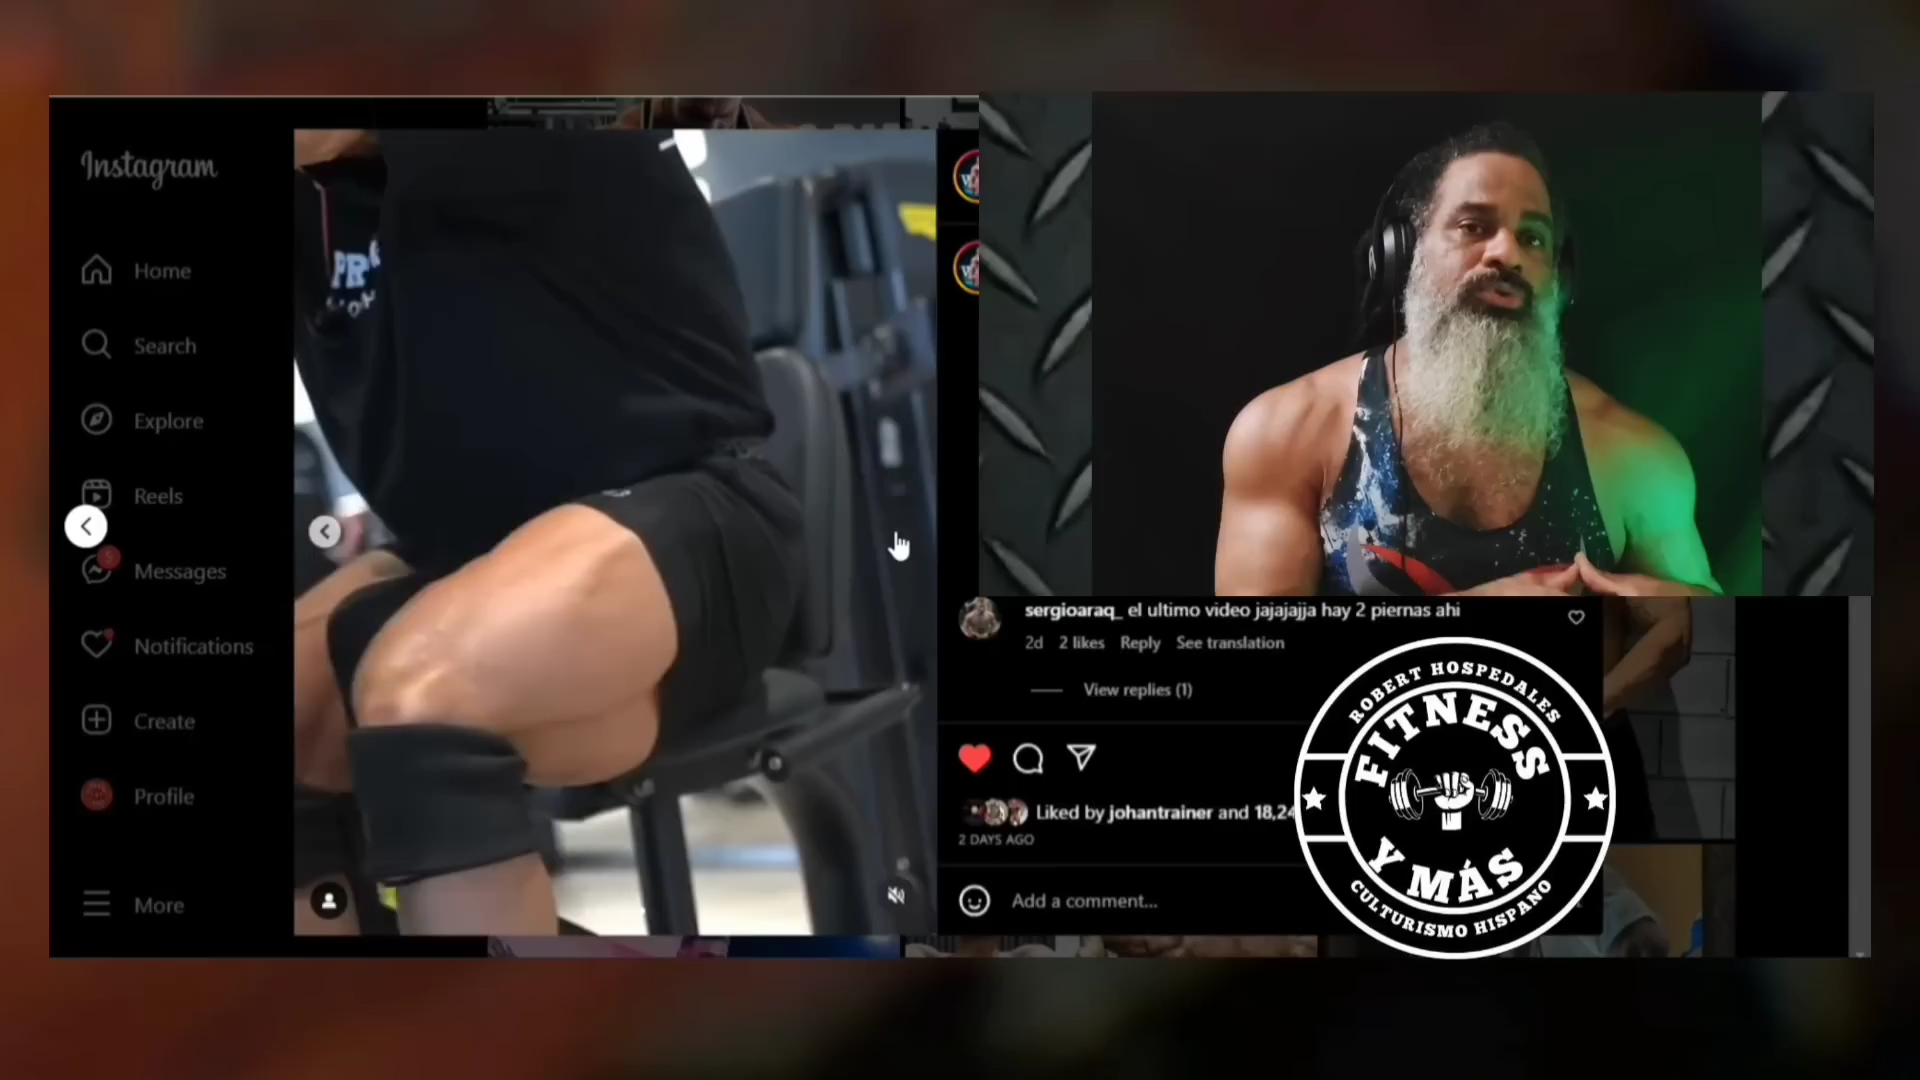 Instagram
Home
Search
Explore
Reels
Messages
Notifications
Create
Profile
More
PR
sergioaraq_ el ultimo video jajajajja hay 2 piernas ahi
2d 2 likes Reply See translation
View replies (1)
Liked by johantrainer and 18,24
2 DAYS AGO
Add a comment...
ROBERT HOSPEDALES
FITNESS
Y MÁS
CULTURISMO HISPANO